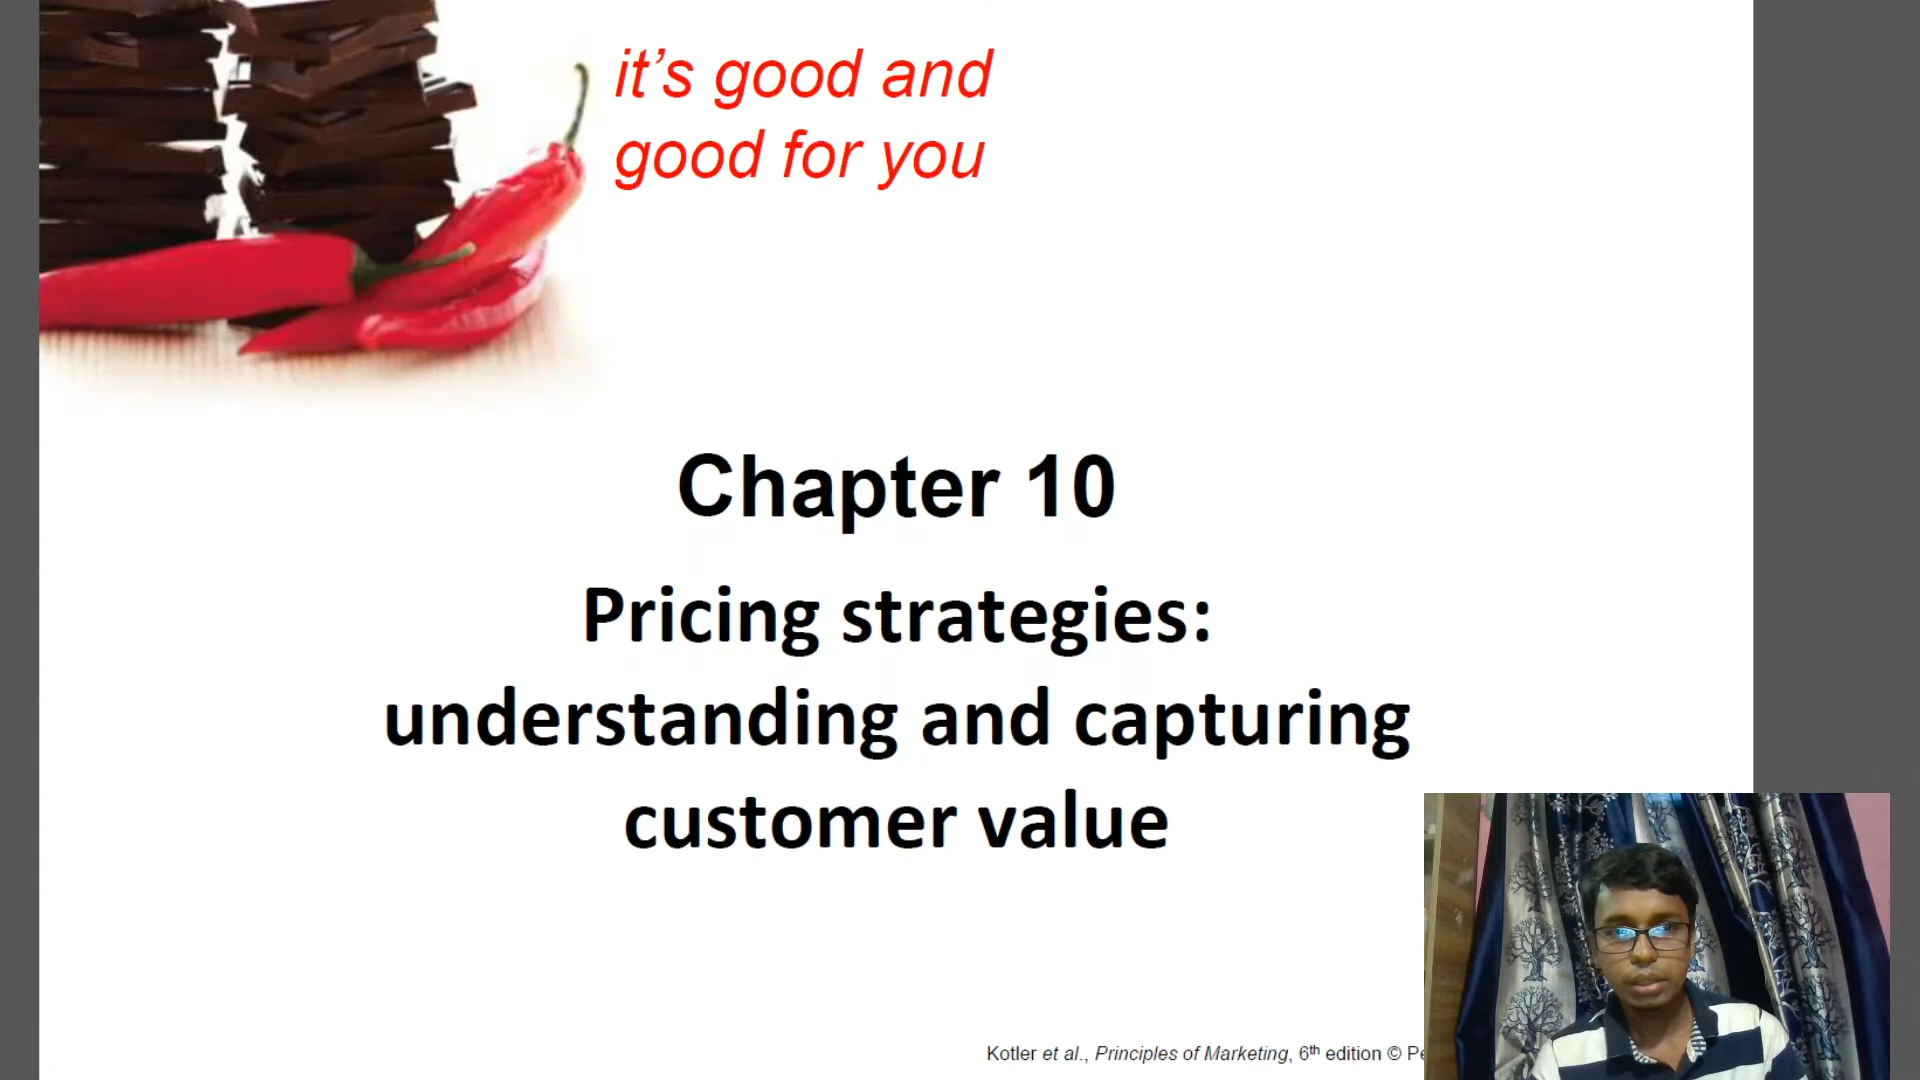 it’s good and
good for you
Chapter 10
Pricing strategies:
understanding and capturing
customer value
Kotler et al., Principles of Marketing, 6th edition ©